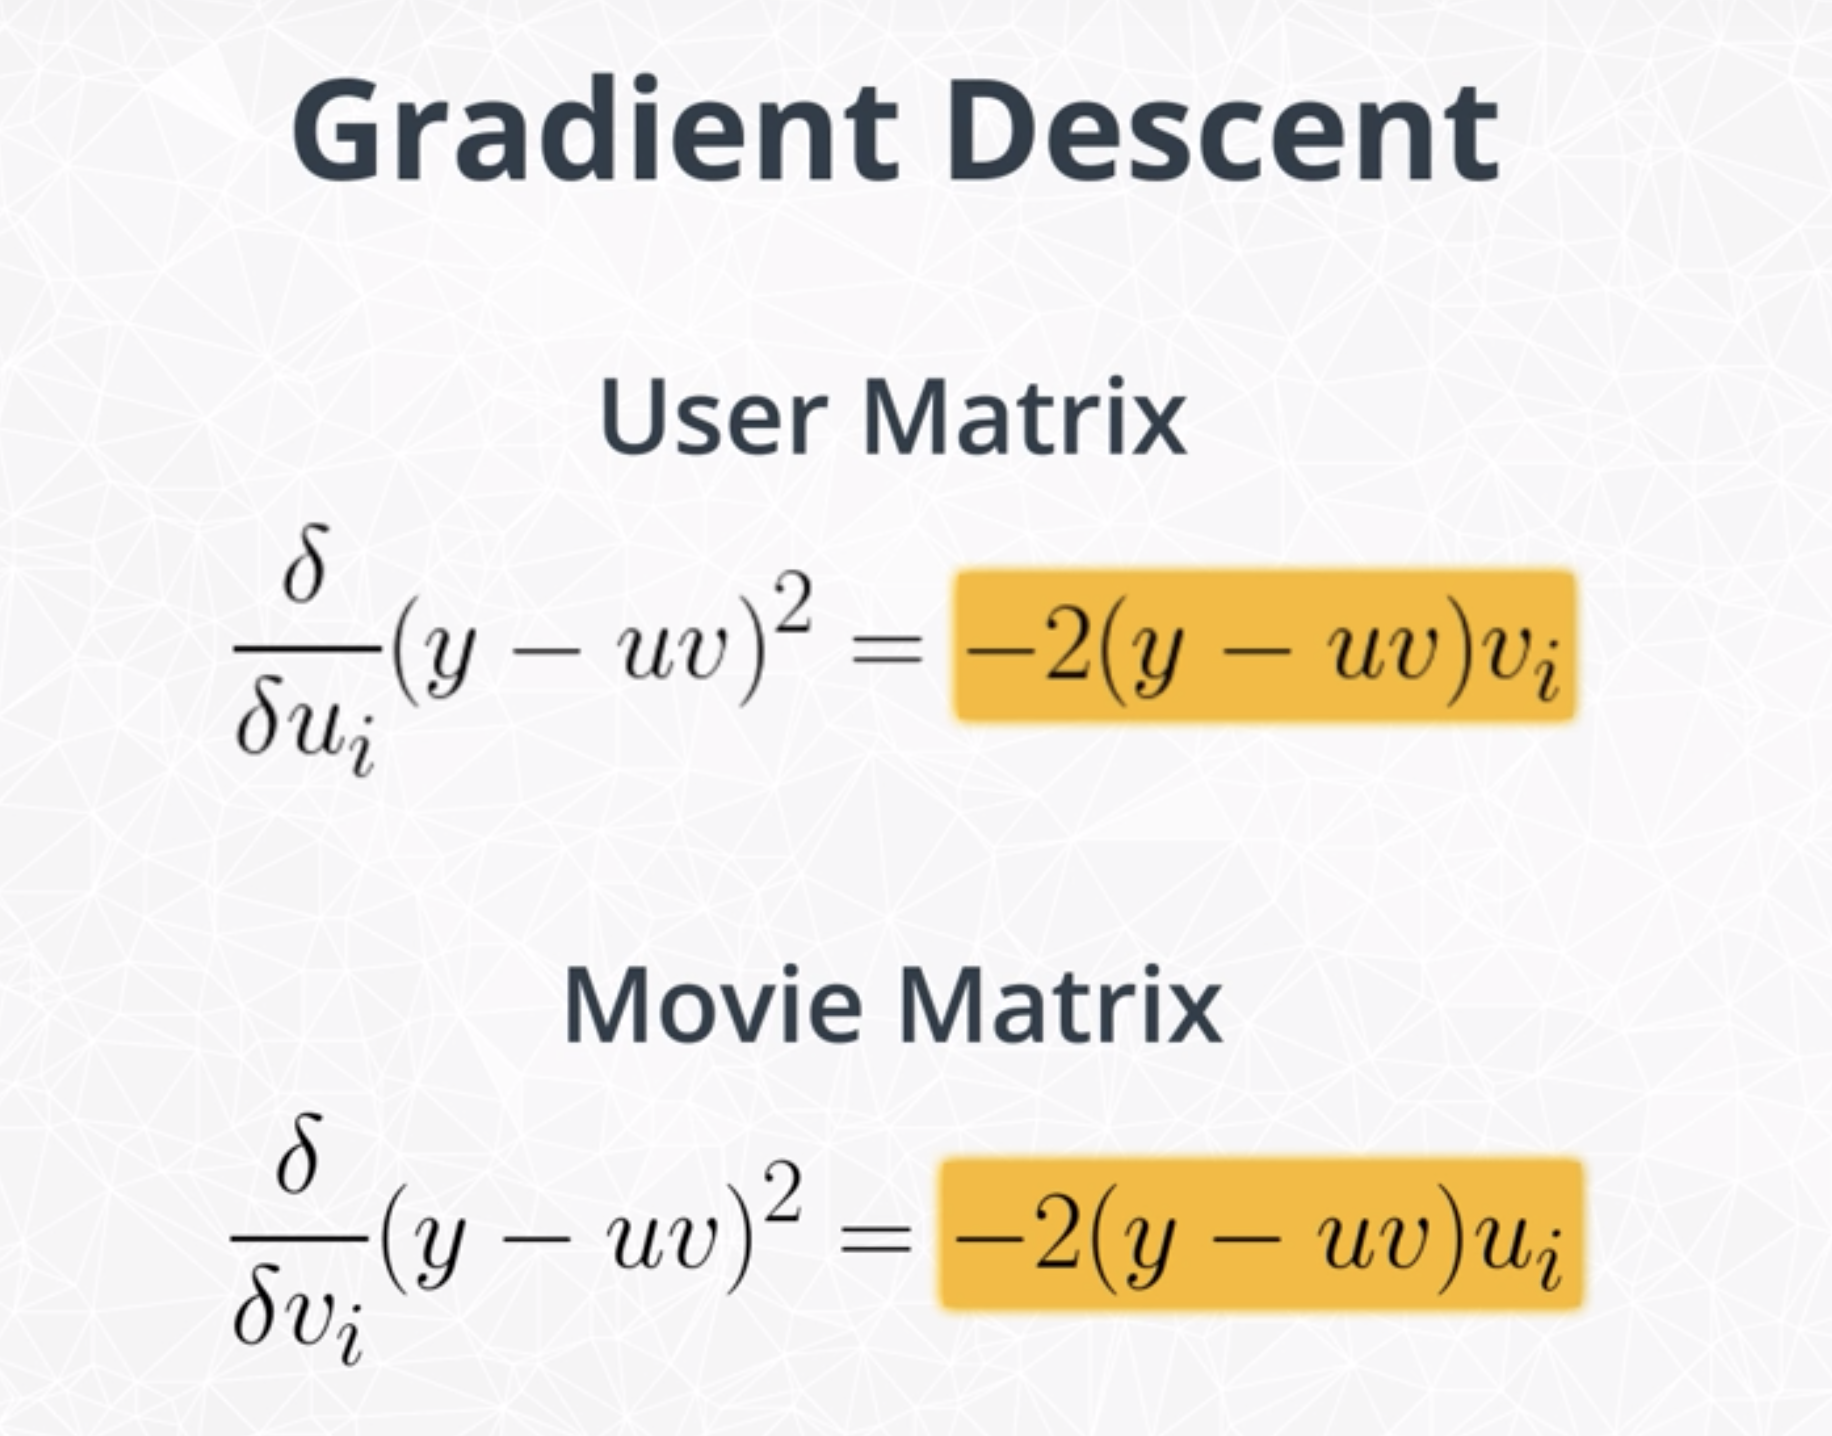 Gradient Descent
User Matrix
$\frac{\delta}{\delta u_i}(y - uv)^2 = -2(y - uv)v_i$
Movie Matrix
$\frac{\delta}{\delta v_i}(y - uv)^2 = -2(y - uv)u_i$